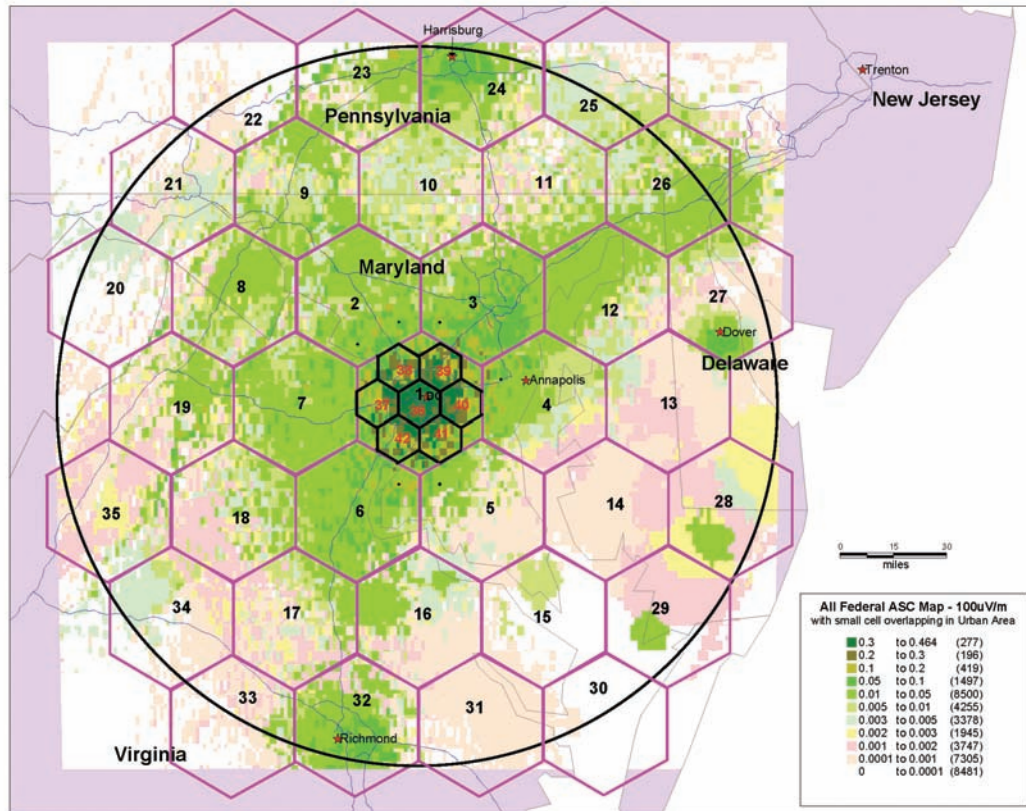 Harrisburg
23
24
Trenton
22
25
New Jersey
Pennsylvania
21
9
10
11
26
Maryland
20
8
2
3
12
27
Dover
Delaware
38
39
Annapolis
19
7
37
1
DC
36
40
4
13
42
41
35
18
6
5
14
28
0 15 30
miles
34
17
16
15
29
33
32
31
30
Richmond
Virginia
All Federal ASC Map - 100uV/m
with small cell overlapping in Urban Area
0.3 to 0.464 (277)
0.2 to 0.3 (196)
0.1 to 0.2 (419)
0.05 to 0.1 (1497)
0.01 to 0.05 (8500)
0.005 to 0.01 (4255)
0.003 to 0.005 (3378)
0.002 to 0.003 (1945)
0.001 to 0.002 (3747)
0.0001 to 0.001 (7305)
0 to 0.0001 (8481)